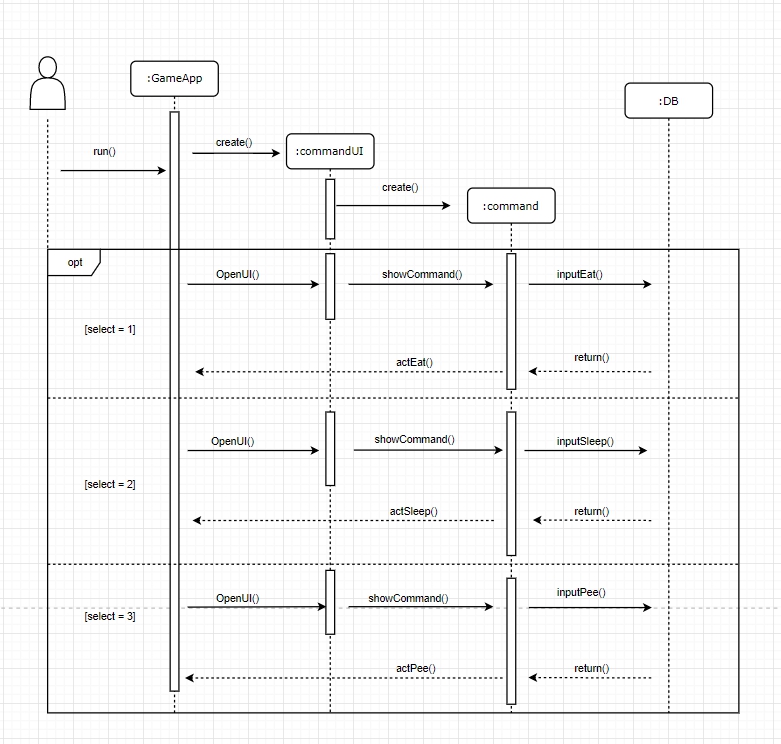 :GameApp
:DB
run()
create()
:commandUI
create()
:command
opt
OpenUI()
showCommand()
inputEat()
[select = 1]
actEat()
return()
OpenUI()
showCommand()
inputSleep()
[select = 2]
actSleep()
return()
OpenUI()
showCommand()
inputPee()
[select = 3]
actPee()
return()